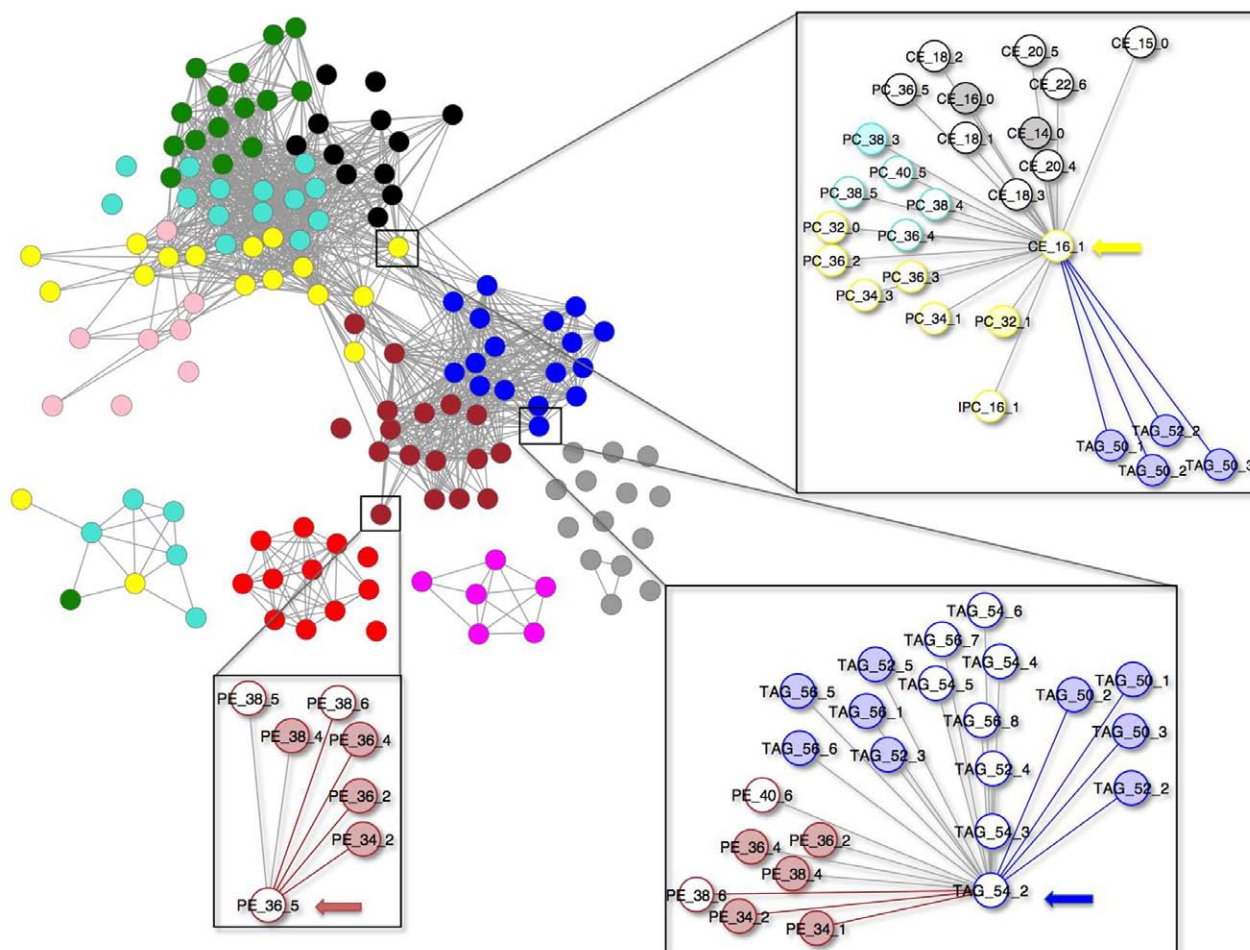 CE_15_0
CE_18_2
CE_20_5
CE_22_6
PC_36_5
CE_16_0
CE_14_0
CE_18_1
PC_38_3
CE_20_4
PC_40_5
CE_18_3
PC_38_5
PC_38_4
PC_32_0
PC_36_4
CE_16_1
PC_36_2
PC_36_3
PC_34_3
PC_34_1
PC_32_1
IPC_16_1
TAG_52_2
TAG_50_1
TAG_50_2
TAG_50_3
PE_38_5
PE_38_6
PE_38_4
PE_36_4
PE_36_2
PE_34_2
PE_36_5
TAG_54_6
TAG_56_7
TAG_52_5
TAG_54_4
TAG_54_5
TAG_50_1
TAG_56_5
TAG_50_2
TAG_56_1
TAG_56_8
TAG_50_3
TAG_56_6
TAG_52_3
TAG_52_4
TAG_52_2
PE_40_6
TAG_54_3
PE_36_4
PE_36_2
PE_38_4
PE_38_6
TAG_54_2
PE_34_2
PE_34_1